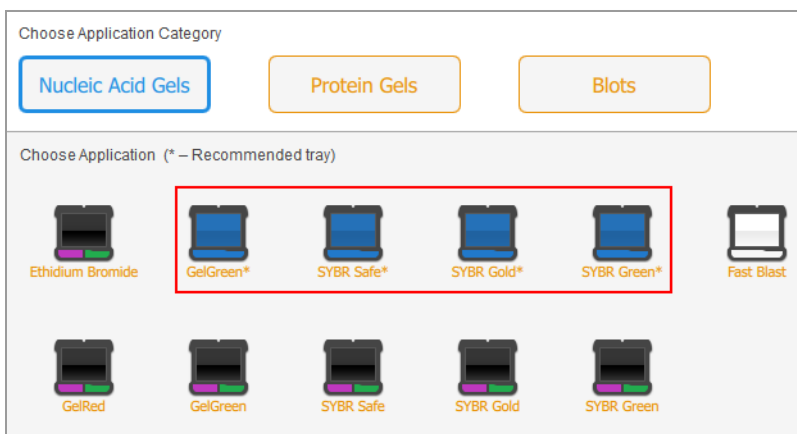 Choose Application Category
Nucleic Acid Gels
Protein Gels
Blots
Choose Application (* – Recommended tray)
Ethidium Bromide
GelGreen*
SYBR Safe*
SYBR Gold*
SYBR Green*
Fast Blast
GelRed
GelGreen
SYBR Safe
SYBR Gold
SYBR Green